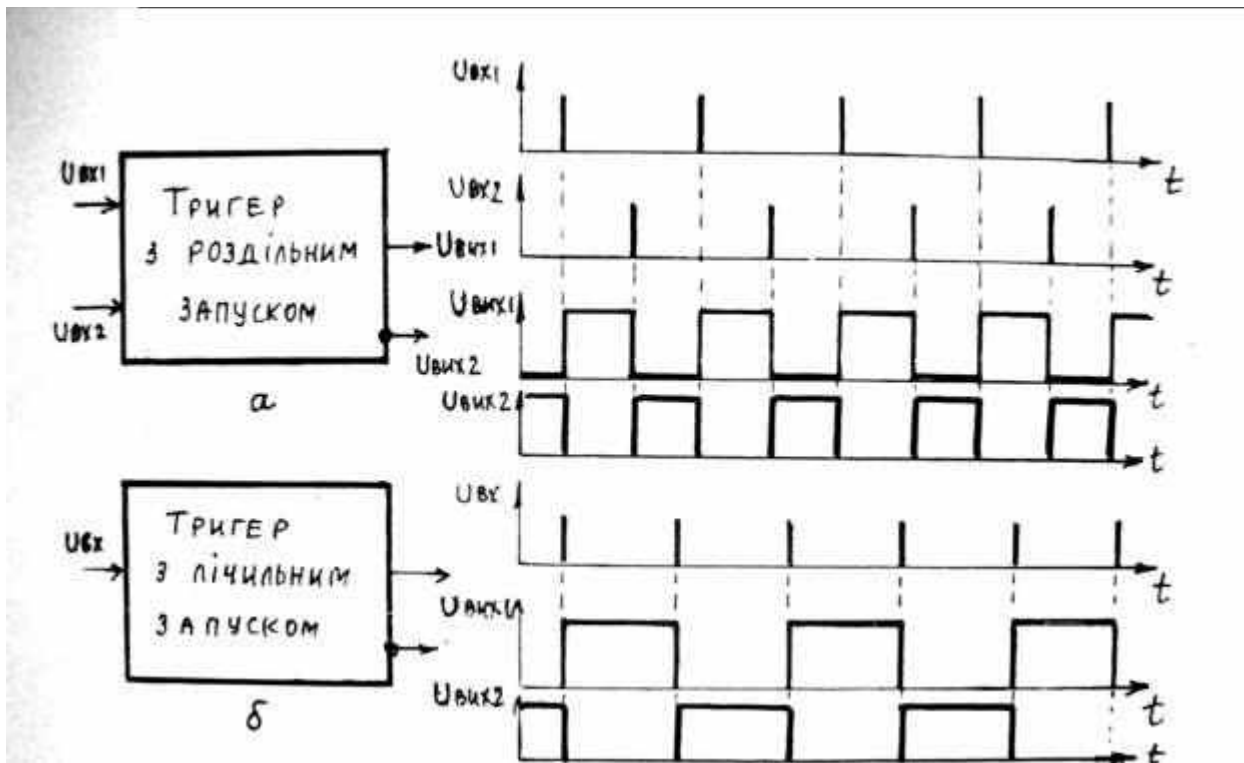 Uвх1
Тригер
з роздільним
запуском
Uвх2
Uвих1
Uвих2
а
Uвх1
t
Uвх2
t
Uвих1
t
Uвих2
t
Uвх
Тригер
з лічильним
запуском
б
Uвх
t
Uвих1
t
Uвих2
t